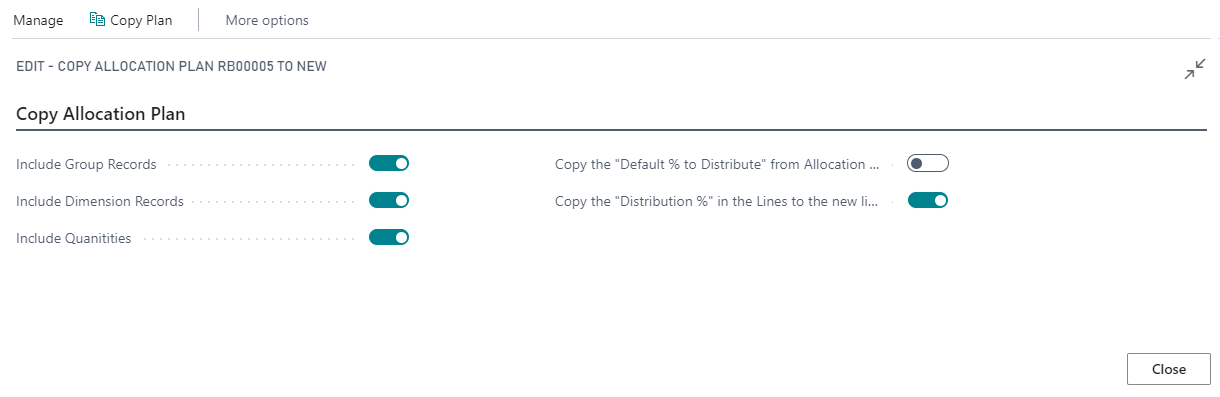 Manage Copy Plan More options
EDIT - COPY ALLOCATION PLAN RB00005 TO NEW
Copy Allocation Plan
Include Group Records
Copy the "Default % to Distribute" from Allocation ...
Include Dimension Records
Copy the "Distribution %" in the Lines to the new li...
Include Quanitities
Close